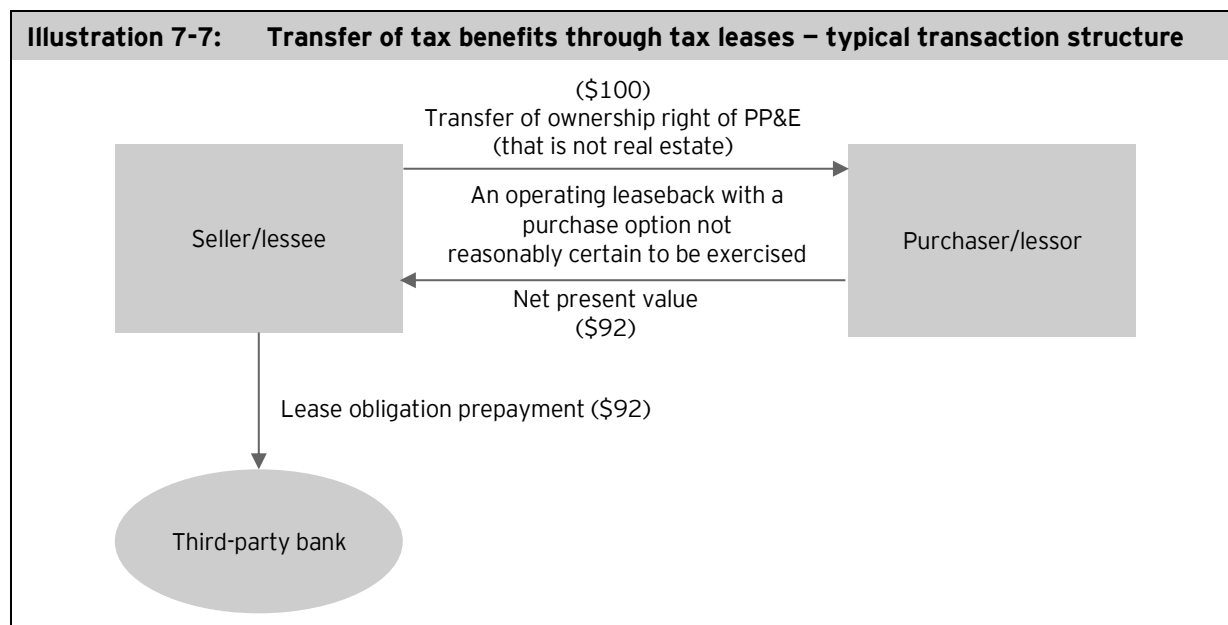 Illustration 7-7: Transfer of tax benefits through tax leases – typical transaction structure
($100)
Transfer of ownership right of PP&E
(that is not real estate)
An operating leaseback with a
purchase option not
reasonably certain to be exercised
Seller/lessee
Purchaser/lessor
Net present value
($92)
Lease obligation prepayment ($92)
Third-party bank